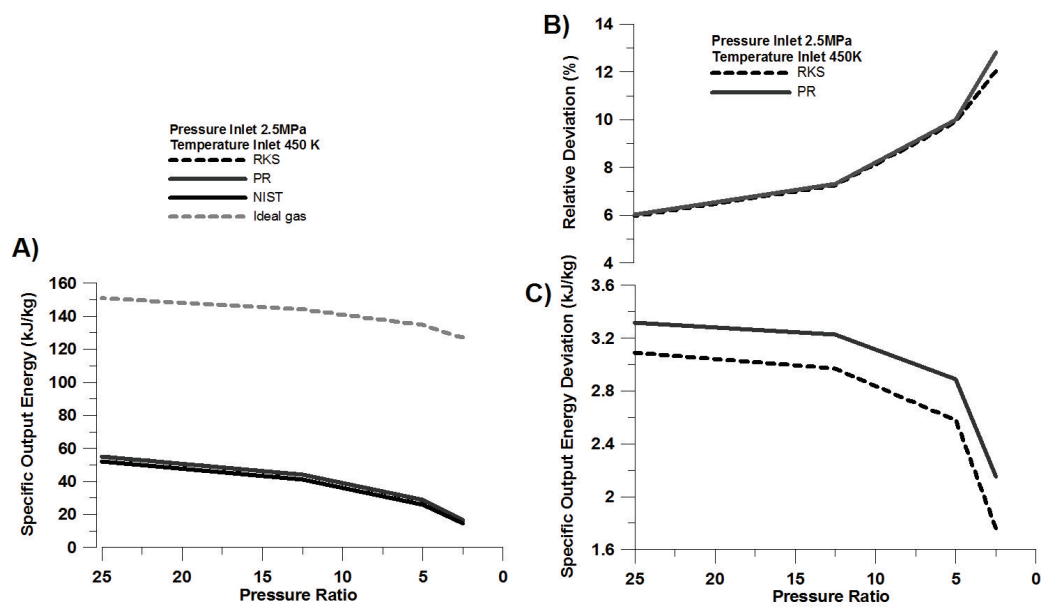 A)
Pressure Inlet 2.5MPa
Temperature Inlet 450 K
RKS
PR
NIST
Ideal gas
Specific Output Energy (kJ/kg)
160
140
120
100
80
60
40
20
0
25
20
15
10
5
0
Pressure Ratio
B)
Pressure Inlet 2.5MPa
Temperature Inlet 450K
RKS
PR
Relative Deviation (%)
14
12
10
8
6
4
C)
Specific Output Energy Deviation (kJ/kg)
3.6
3.2
2.8
2.4
2
1.6
25
20
15
10
5
0
Pressure Ratio